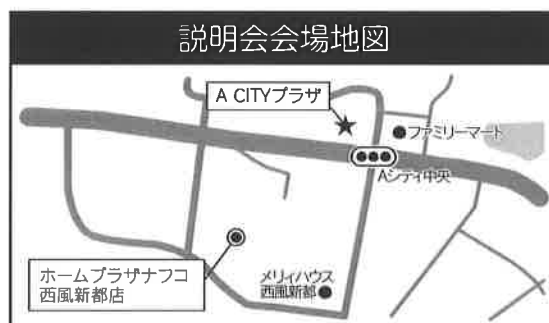 説明会会場地図
A CITYプラザ
ファミリーマート
Aシティ中央
ホームプラザナフコ
西風新都店
メリィハウス
西風新都